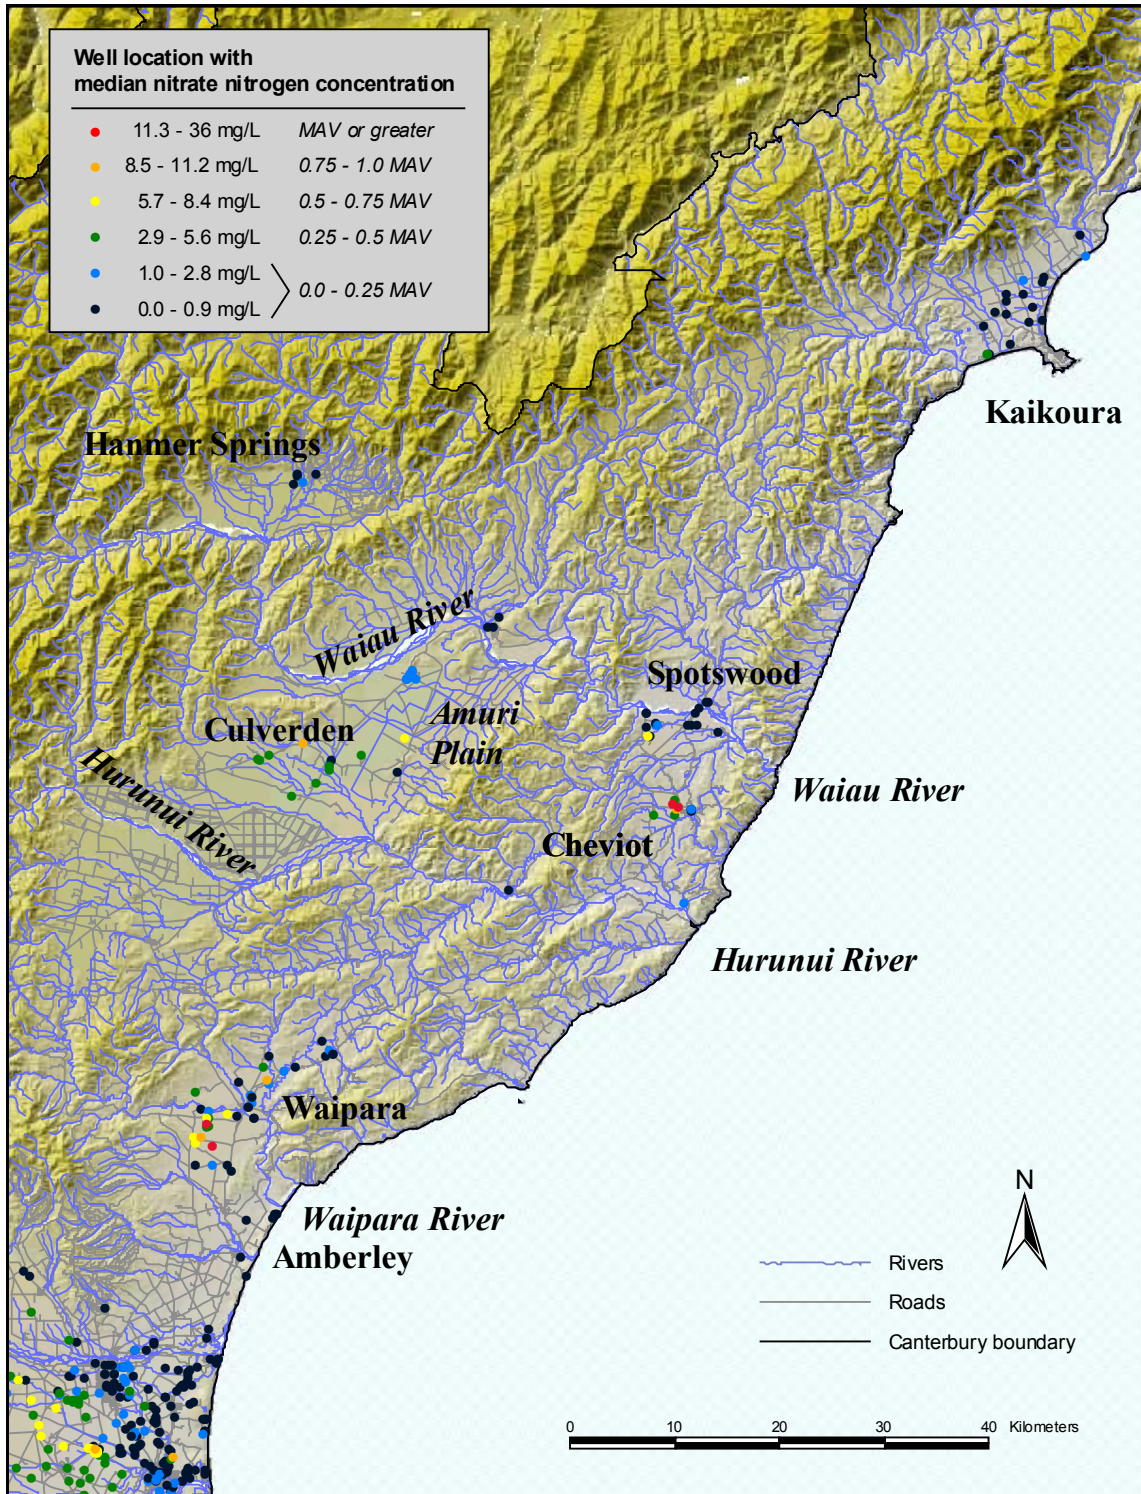 Well location with
median nitrate nitrogen concentration
11.3 - 36 mg/L MAV or greater
8.5 - 11.2 mg/L 0.75 - 1.0 MAV
5.7 - 8.4 mg/L 0.5 - 0.75 MAV
2.9 - 5.6 mg/L 0.25 - 0.5 MAV
1.0 - 2.8 mg/L
0.0 - 0.25 MAV
0.0 - 0.9 mg/L
Kaikoura
Hanmer Springs
Waiau River
Spotswood
Culverden
Amuri
Plain
Hurunui River
Waiau River
Cheviot
Hurunui River
Waipara
Waipara River
Amberley
N
Rivers
Roads
Canterbury boundary
0 10 20 30 40 Kilometers